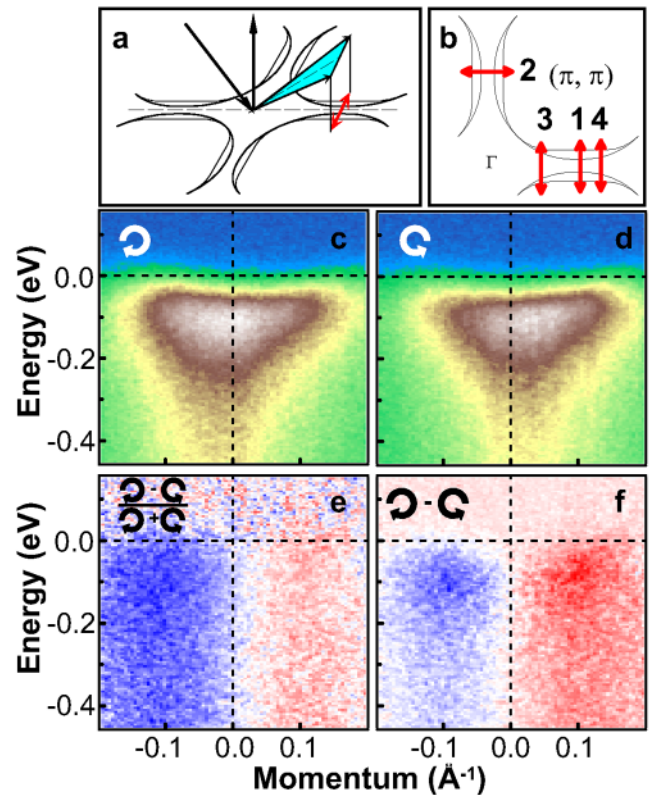 a
b
2 (π, π)
3 1 4
Γ
c
d
Energy (eV)
0.0
-0.2
-0.4
e
f
-
-
+
Energy (eV)
0.0
-0.2
-0.4
-0.1 0.0 0.1
-0.1 0.0 0.1
Momentum (Å⁻¹)